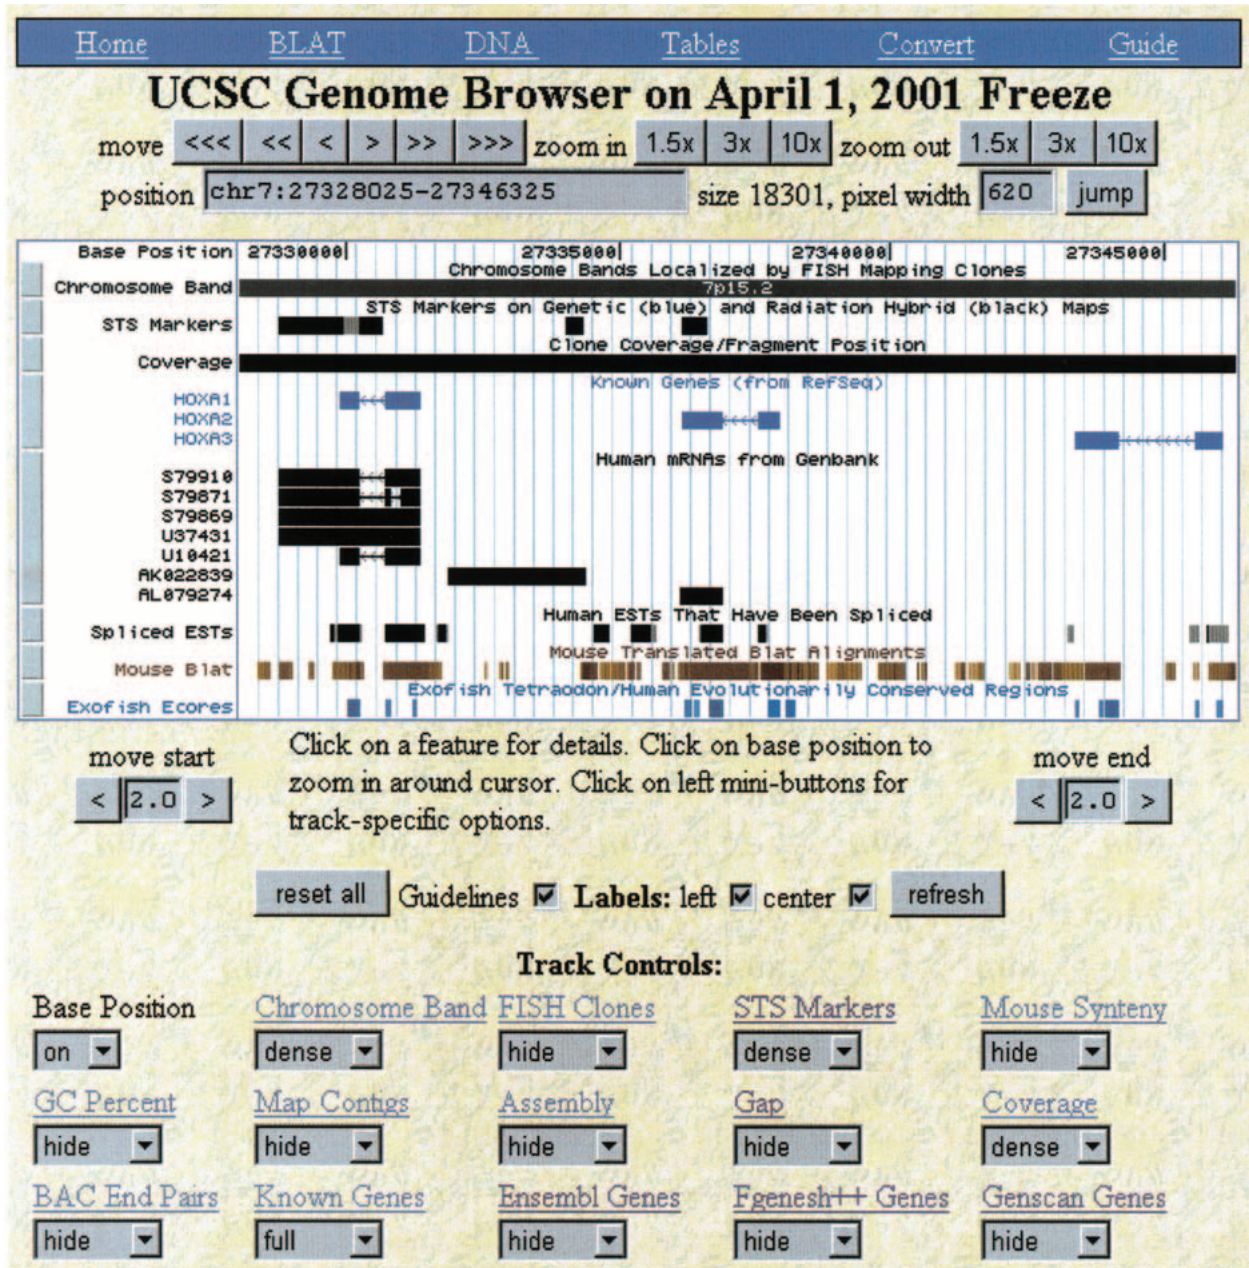 Home BLAT DNA Tables Convert Guide
UCSC Genome Browser on April 1, 2001 Freeze
move <<< << < > >> >>> zoom in 1.5x 3x 10x zoom out 1.5x 3x 10x
position chr7:27328025-27346325 size 18301, pixel width 620 jump
Base Position 27330000| 27335000| 27340000| 27345000|
Chromosome Bands Localized by FISH Mapping Clones
Chromosome Band 7p15.2
STS Markers on Genetic (blue) and Radiation Hybrid (black) Maps
STS Markers
Clone Coverage/Fragment Position
Coverage
Known Genes (from RefSeq)
HOXA1
HOXA2
HOXA3
Human mRNAs from Genbank
S79910
S79871
S79869
U37431
U10421
AK022839
AL079274
Human ESTs That Have Been Spliced
Spliced ESTs
Mouse Translated Blat Alignments
Mouse Blat
Exofish Tetraodon/Human Evolutionarily Conserved Regions
Exofish Ecores
move start Click on a feature for details. Click on base position to move end
< 2.0 > zoom in around cursor. Click on left mini-buttons for < 2.0 >
track-specific options.
reset all Guidelines Labels: left center refresh
Track Controls:
Base Position Chromosome Band FISH Clones STS Markers Mouse Synteny
on dense hide dense hide
GC Percent Map Contigs Assembly Gap Coverage
hide hide hide hide dense
BAC End Pairs Known Genes Ensembl Genes Fgenesh++ Genes Genscan Genes
hide full hide hide hide